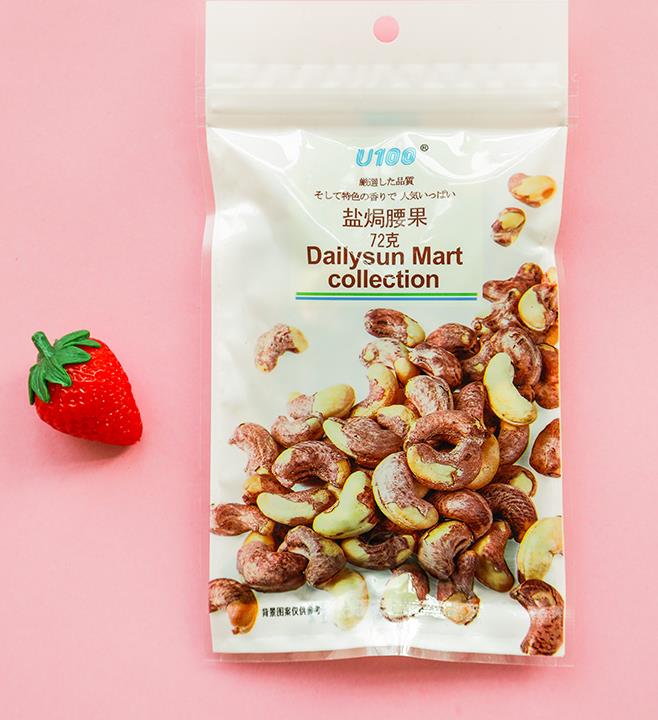 U100®
厳選した品質
そして特色の香りで 人気いっぱい
盐焗腰果
72克
Dailysun Mart
collection
背景图案仅供参考